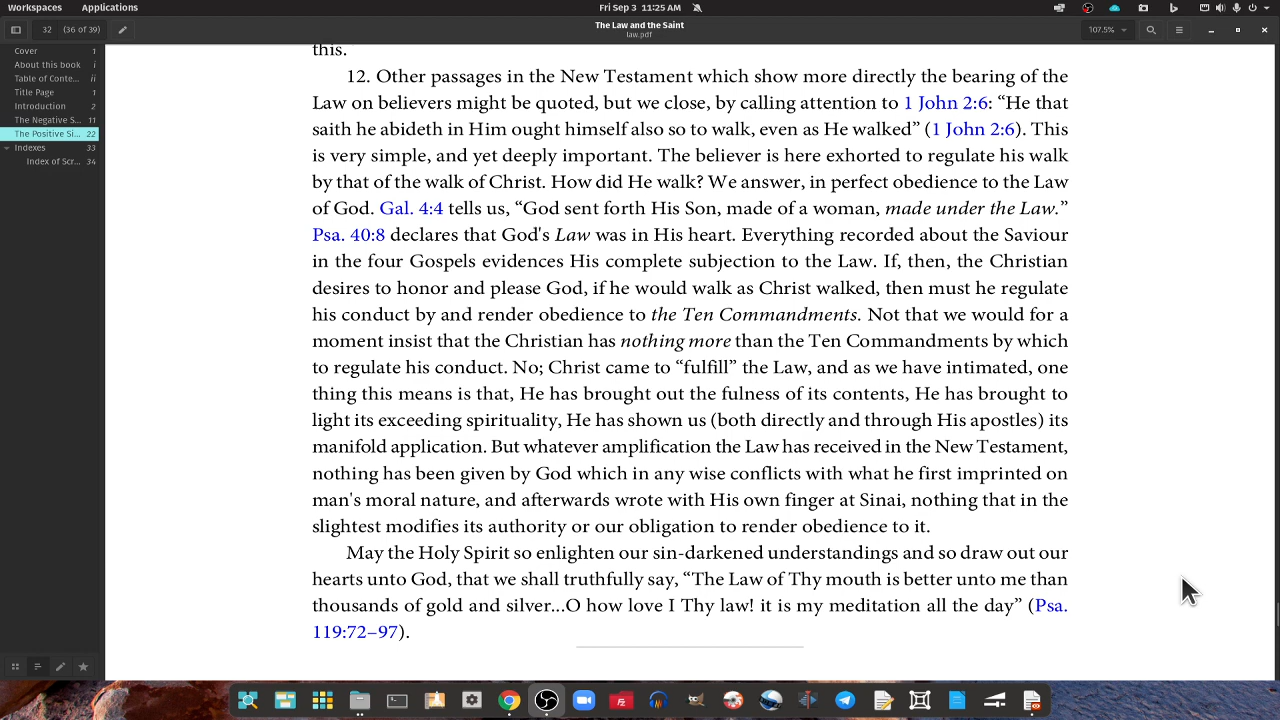 Workspaces Applications Fri Sep 3 11:25 AM
The Law and the Saint
law.pdf
32 (36 of 39) 107.5%
Cover 1
About this book i
Table of Conte... ii
Title Page 1
Introduction 2
The Negative S... 11
The Positive Si... 22
Indexes 33
Index of Scr... 34
this.
12. Other passages in the New Testament which show more directly the bearing of the
Law on believers might be quoted, but we close, by calling attention to 1 John 2:6: “He that
saith he abideth in Him ought himself also so to walk, even as He walked” (1 John 2:6). This
is very simple, and yet deeply important. The believer is here exhorted to regulate his walk
by that of the walk of Christ. How did He walk? We answer, in perfect obedience to the Law
of God. Gal. 4:4 tells us, “God sent forth His Son, made of a woman, made under the Law.”
Psa. 40:8 declares that God's Law was in His heart. Everything recorded about the Saviour
in the four Gospels evidences His complete subjection to the Law. If, then, the Christian
desires to honor and please God, if he would walk as Christ walked, then must he regulate
his conduct by and render obedience to the Ten Commandments. Not that we would for a
moment insist that the Christian has nothing more than the Ten Commandments by which
to regulate his conduct. No; Christ came to “fulfill” the Law, and as we have intimated, one
thing this means is that, He has brought out the fulness of its contents, He has brought to
light its exceeding spirituality, He has shown us (both directly and through His apostles) its
manifold application. But whatever amplification the Law has received in the New Testament,
nothing has been given by God which in any wise conflicts with what he first imprinted on
man's moral nature, and afterwards wrote with His own finger at Sinai, nothing that in the
slightest modifies its authority or our obligation to render obedience to it.
May the Holy Spirit so enlighten our sin-darkened understandings and so draw out our
hearts unto God, that we shall truthfully say, “The Law of Thy mouth is better unto me than
thousands of gold and silver...O how love I Thy law! it is my meditation all the day” (Psa.
119:72–97).